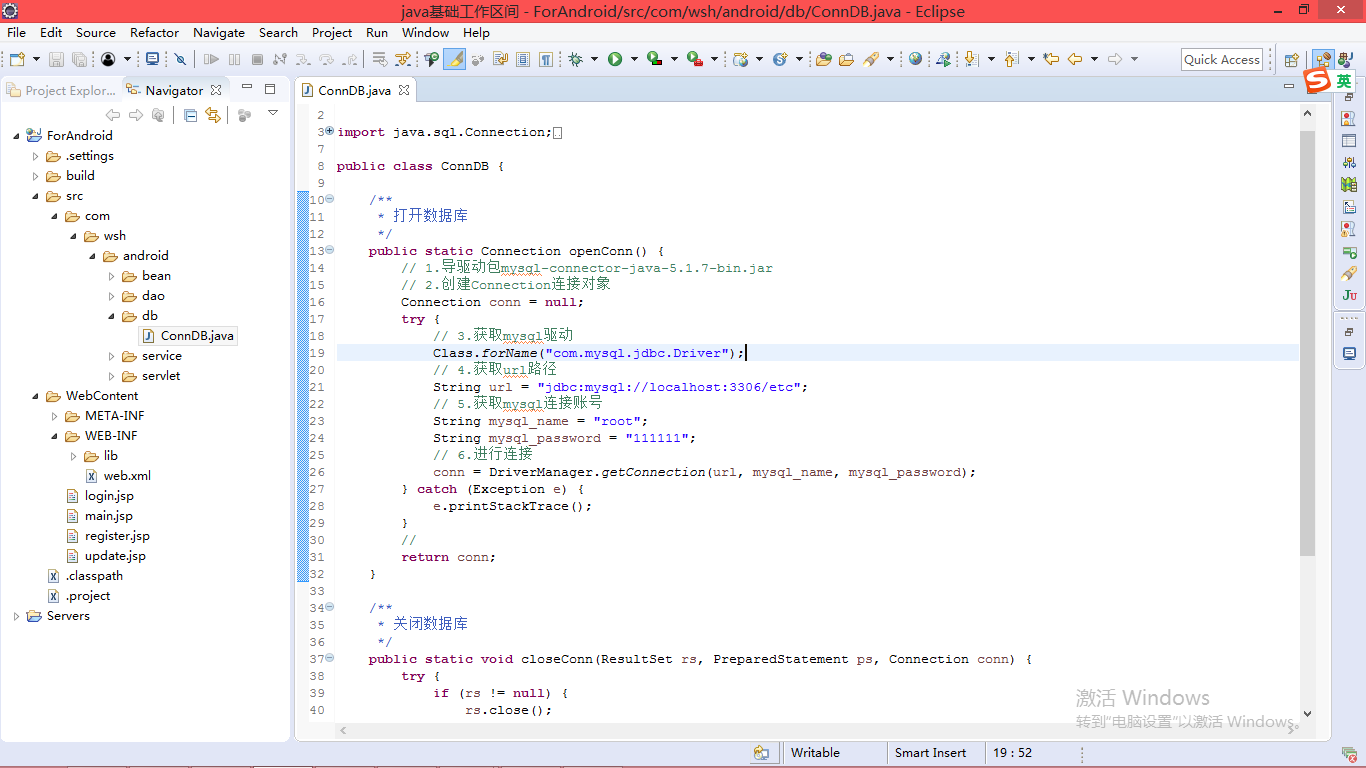 java基础工作区间 - ForAndroid/src/com/wsh/android/db/ConnDB.java - Eclipse
File Edit Source Refactor Navigate Search Project Run Window Help
Quick Access
英
Project Explor...
Navigator
ConnDB.java
ForAndroid
.settings
build
src
com
wsh
android
bean
dao
db
ConnDB.java
service
servlet
WebContent
META-INF
WEB-INF
lib
web.xml
login.jsp
main.jsp
register.jsp
update.jsp
.classpath
.project
Servers
2
3 import java.sql.Connection;
7
8 public class ConnDB {
9
10 /**
11 * 打开数据库
12 */
13 public static Connection openConn() {
14 // 1.导驱动包mysql-connector-java-5.1.7-bin.jar
15 // 2.创建Connection连接对象
16 Connection conn = null;
17 try {
18 // 3.获取mysql驱动
19 Class.forName("com.mysql.jdbc.Driver");
20 // 4.获取url路径
21 String url = "jdbc:mysql://localhost:3306/etc";
22 // 5.获取mysql连接账号
23 String mysql_name = "root";
24 String mysql_password = "111111";
25 // 6.进行连接
26 conn = DriverManager.getConnection(url, mysql_name, mysql_password);
27 } catch (Exception e) {
28 e.printStackTrace();
29 }
30 //
31 return conn;
32 }
33
34 /**
35 * 关闭数据库
36 */
37 public static void closeConn(ResultSet rs, PreparedStatement ps, Connection conn) {
38 try {
39 if (rs != null) {
40 rs.close();
激活 Windows
转到"电脑设置"以激活 Windows。
Writable Smart Insert 19 : 52